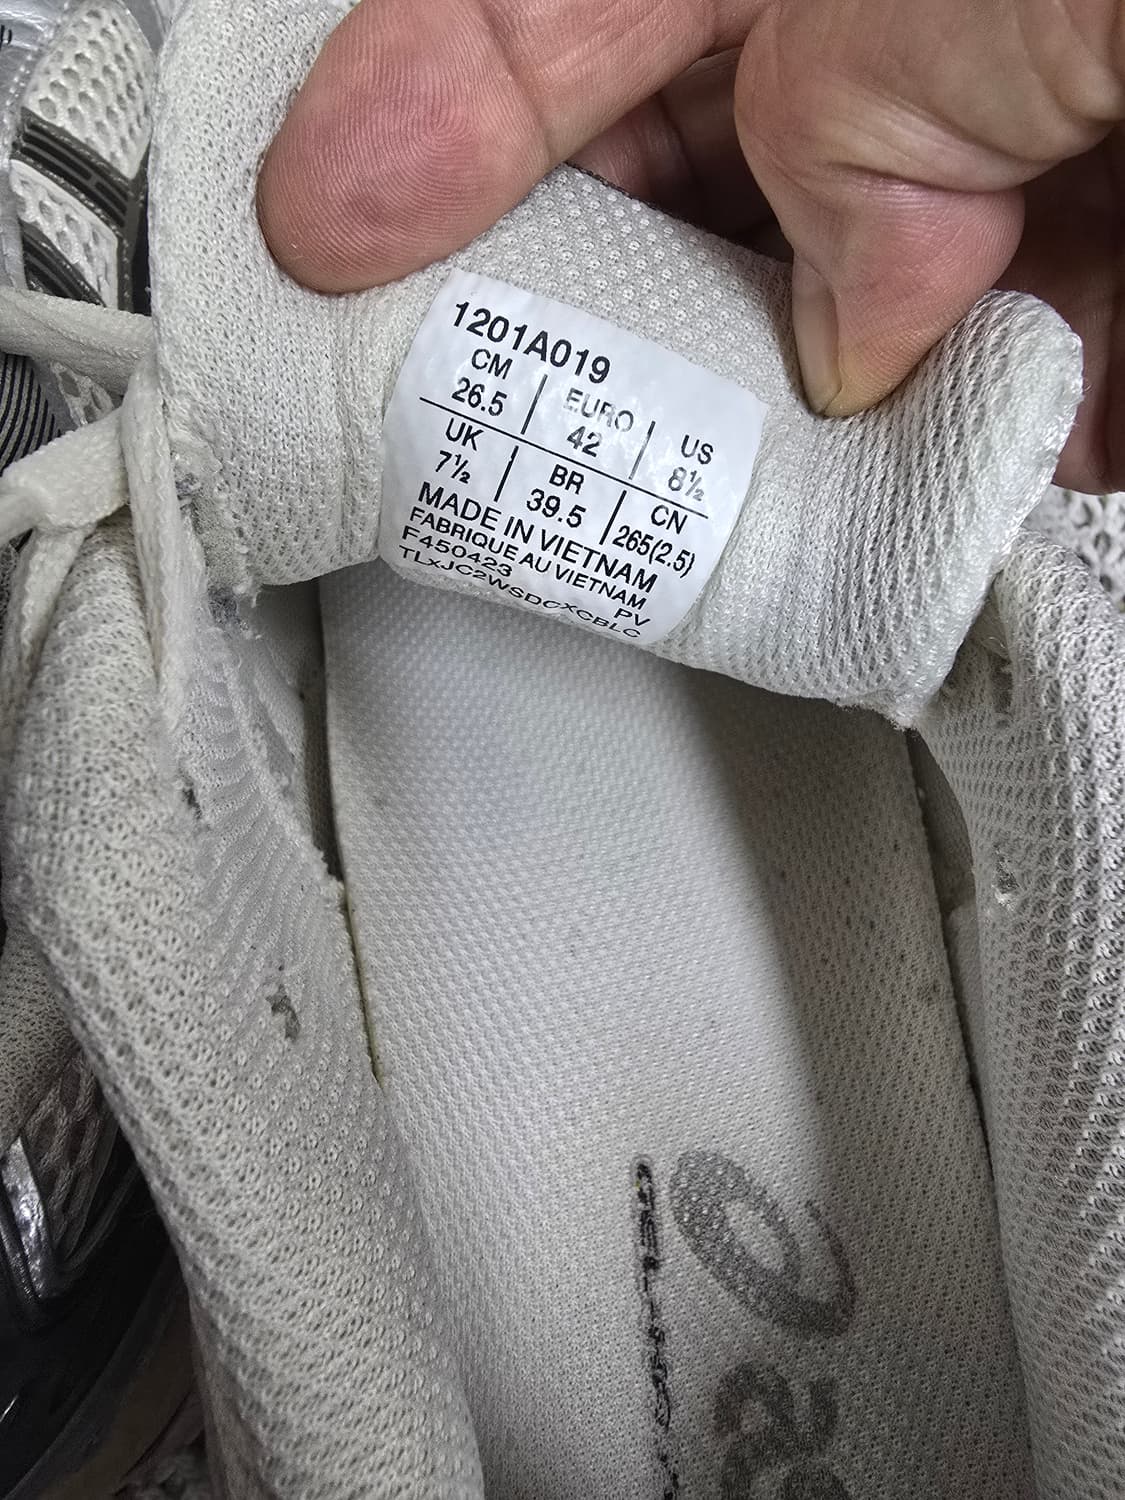 1201A019
CM EURO US
26.5 42 8½
UK BR CN
7½ 39.5 265(2.5)
MADE IN VIETNAM
FABRIQUE AU VIETNAM
F450423 PV